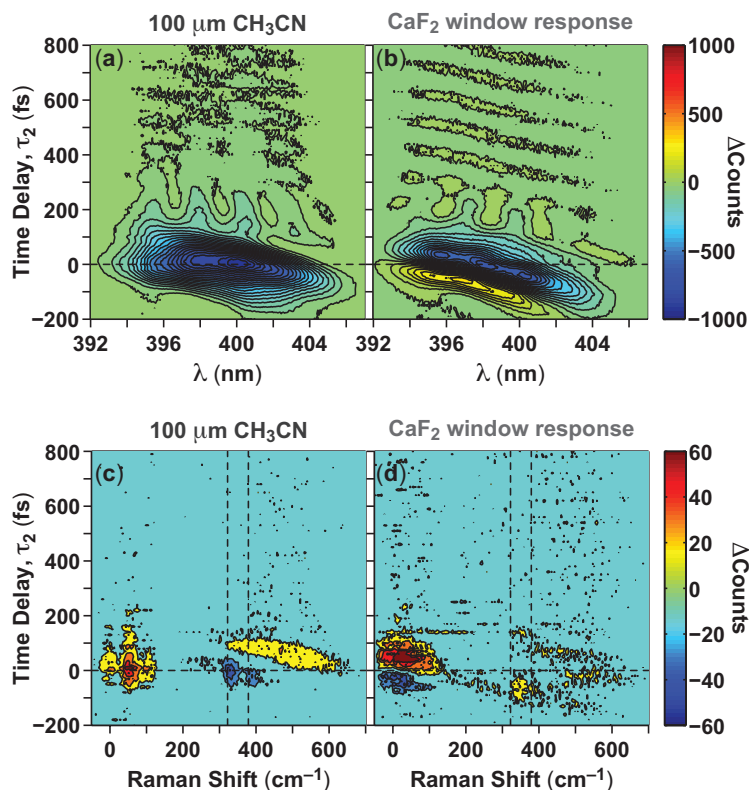 100 μm CH₃CN
CaF₂ window response
(a)
(b)
Time Delay, τ₂ (fs)
800
600
400
200
0
−200
392
396
400
404
392
396
400
404
λ (nm)
λ (nm)
1000
500
0
−500
−1000
ΔCounts
100 μm CH₃CN
CaF₂ window response
(c)
(d)
Time Delay, τ₂ (fs)
800
600
400
200
0
−200
0
200
400
600
0
200
400
600
Raman Shift (cm⁻¹)
Raman Shift (cm⁻¹)
60
40
20
0
−20
−40
−60
ΔCounts